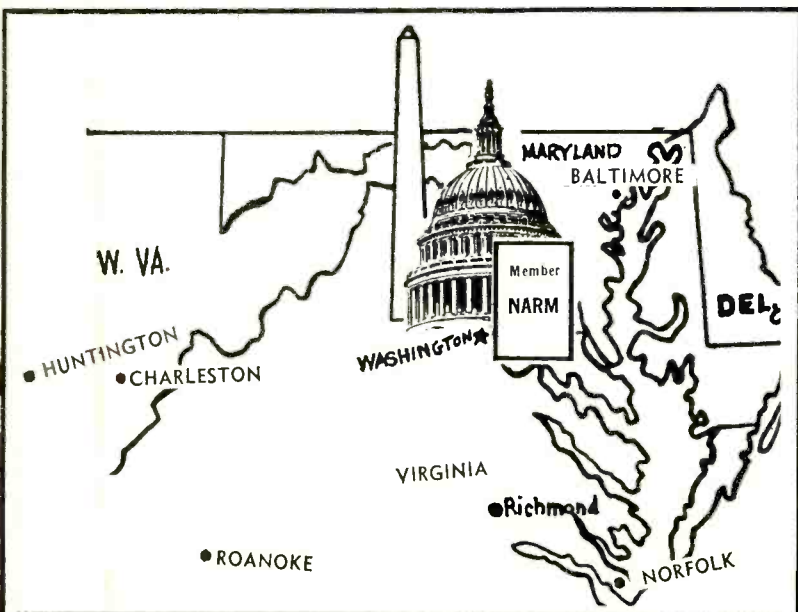 MARYLAND
BALTIMORE
W. VA.
Member
NARM
DEL.
WASHINGTON
HUNTINGTON
CHARLESTON
VIRGINIA
Richmond
ROANOKE
NORFOLK